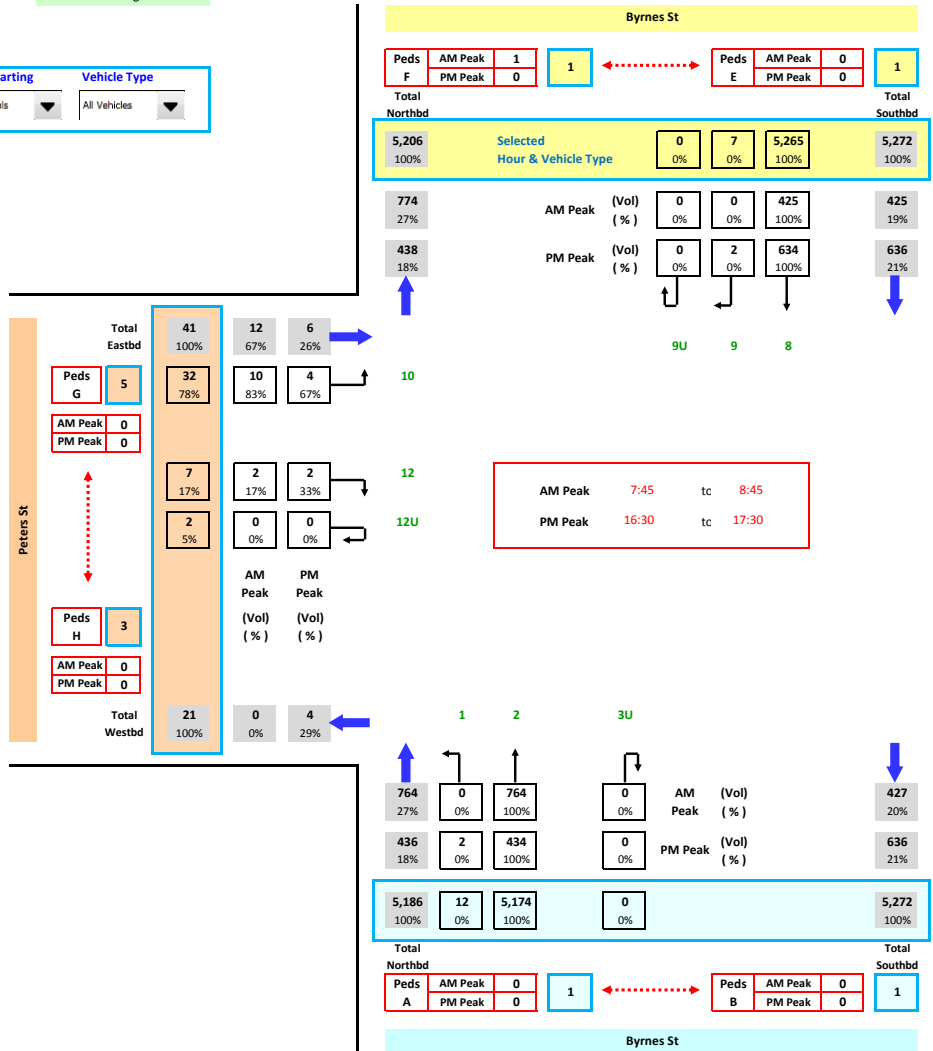 Byrnes St
Peds F AM Peak 1 PM Peak 0 1
Peds E AM Peak 0 PM Peak 0 1
arting Vehicle Type
All Vehicles
Total Northbd
Total Southbd
5,206 Selected 0 7 5,265 5,272
100% Hour & Vehicle Type 0% 0% 100% 100%
774 AM Peak (Vol) 0 0 425 425
27% ( % ) 0% 0% 100% 19%
438 PM Peak (Vol) 0 2 634 636
18% ( % ) 0% 0% 100% 21%
9U 9 8
Peters St
Total 41 12 6
Eastbd 100% 67% 26%
Peds G 5
32 10 4 10
78% 83% 67%
AM Peak 0
PM Peak 0
7 2 2 12
17% 17% 33%
2 0 0 12U
5% 0% 0%
AM Peak 7:45 to 8:45
PM Peak 16:30 to 17:30
AM PM
Peak Peak
(Vol) (Vol)
( % ) ( % )
Peds H 3
AM Peak 0
PM Peak 0
Total 21 0 4
Westbd 100% 0% 29%
1 2 3U
764 0 764 0 AM (Vol) 427
27% 0% 100% 0% Peak ( % ) 20%
436 2 434 0 PM Peak (Vol) 636
18% 0% 100% 0% ( % ) 21%
5,186 12 5,174 0 5,272
100% 0% 100% 0% 100%
Total Northbd
Total Southbd
Peds A AM Peak 0 PM Peak 0 1
Peds B AM Peak 0 PM Peak 0 1
Byrnes St